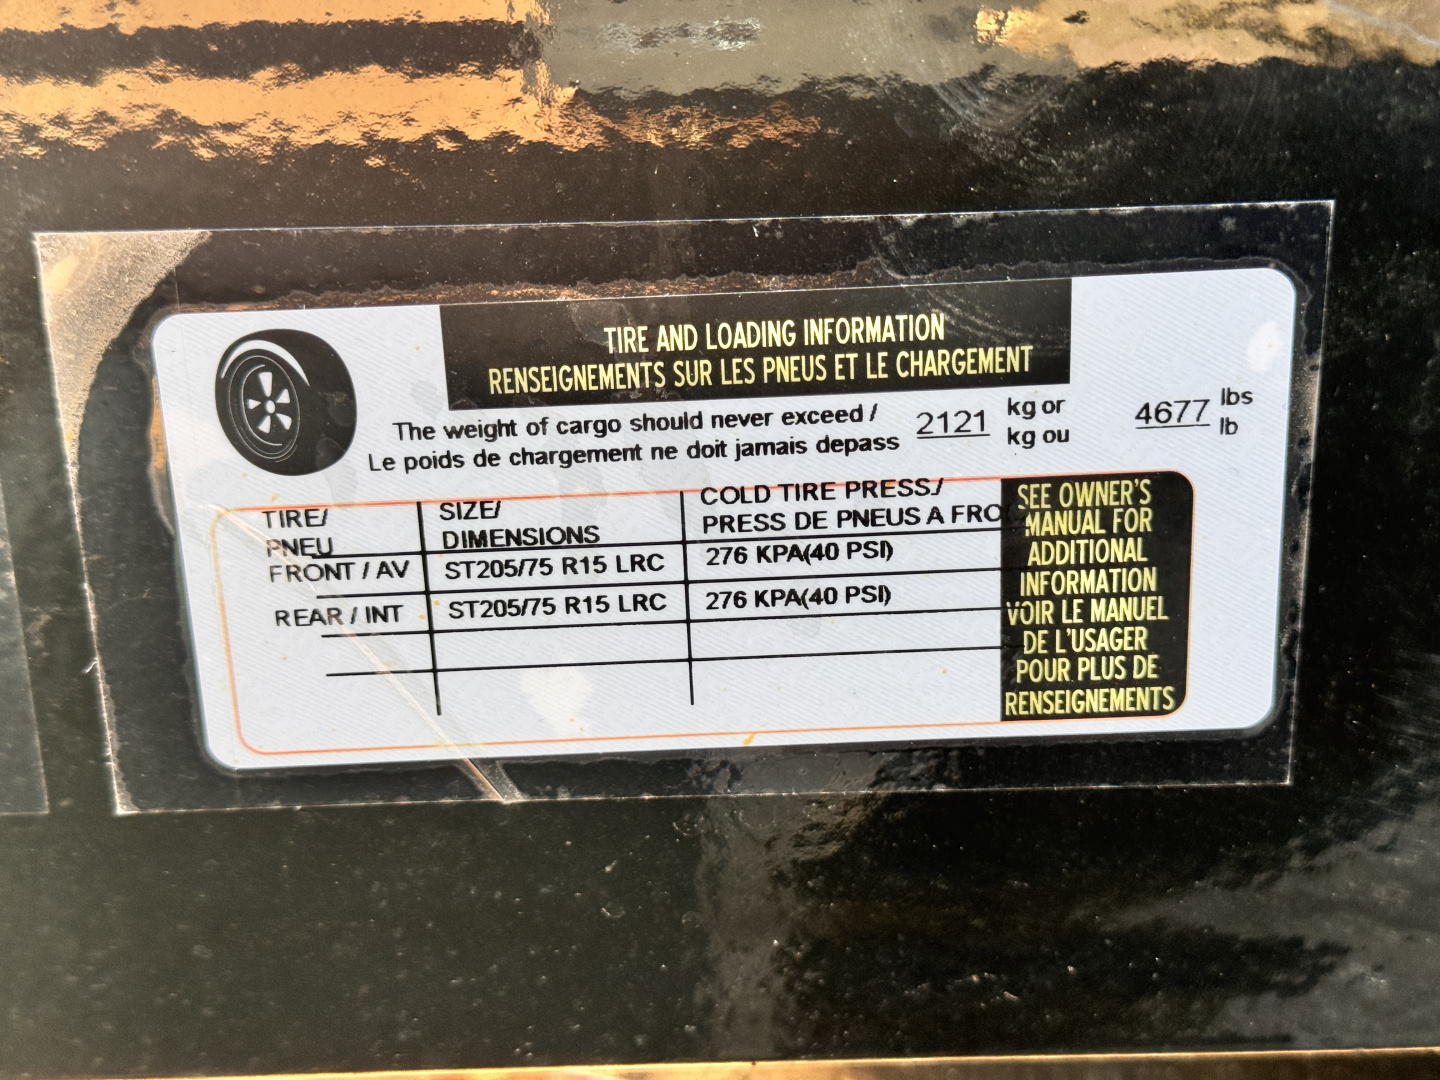 TIRE AND LOADING INFORMATION
RENSEIGNEMENTS SUR LES PNEUS ET LE CHARGEMENT
The weight of cargo should never exceed / 2121 kg or 4677 lbs
Le poids de chargement ne doit jamais depass kg ou lb
TIRE/ SIZE/ COLD TIRE PRESS./
PNEU DIMENSIONS PRESS DE PNEUS A FRO
FRONT / AV ST205/75 R15 LRC 276 KPA(40 PSI)
REAR / INT ST205/75 R15 LRC 276 KPA(40 PSI)
SEE OWNER'S
MANUAL FOR
ADDITIONAL
INFORMATION
VOIR LE MANUEL
DE L'USAGER
POUR PLUS DE
RENSEIGNEMENTS